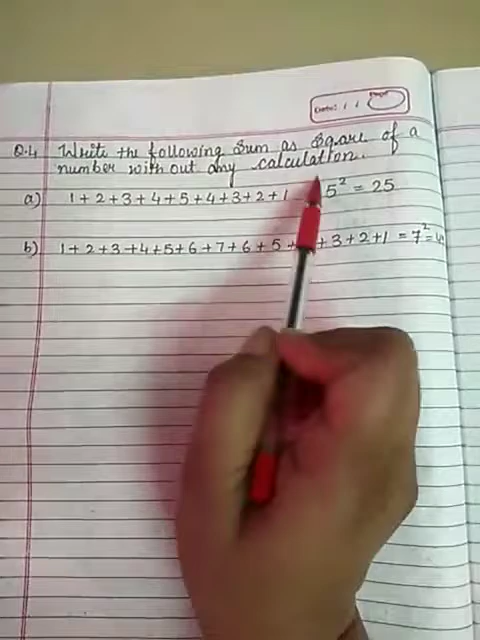 Page
Date: / /
Q.4 Write the following Sum as Sqare of a
number with out any calculation.
a) 1+2+3+4+5+4+3+2+1 5² = 25
b) 1+2+3+4+5+6+7+6+5+ +3+2+1 = 7² = 4